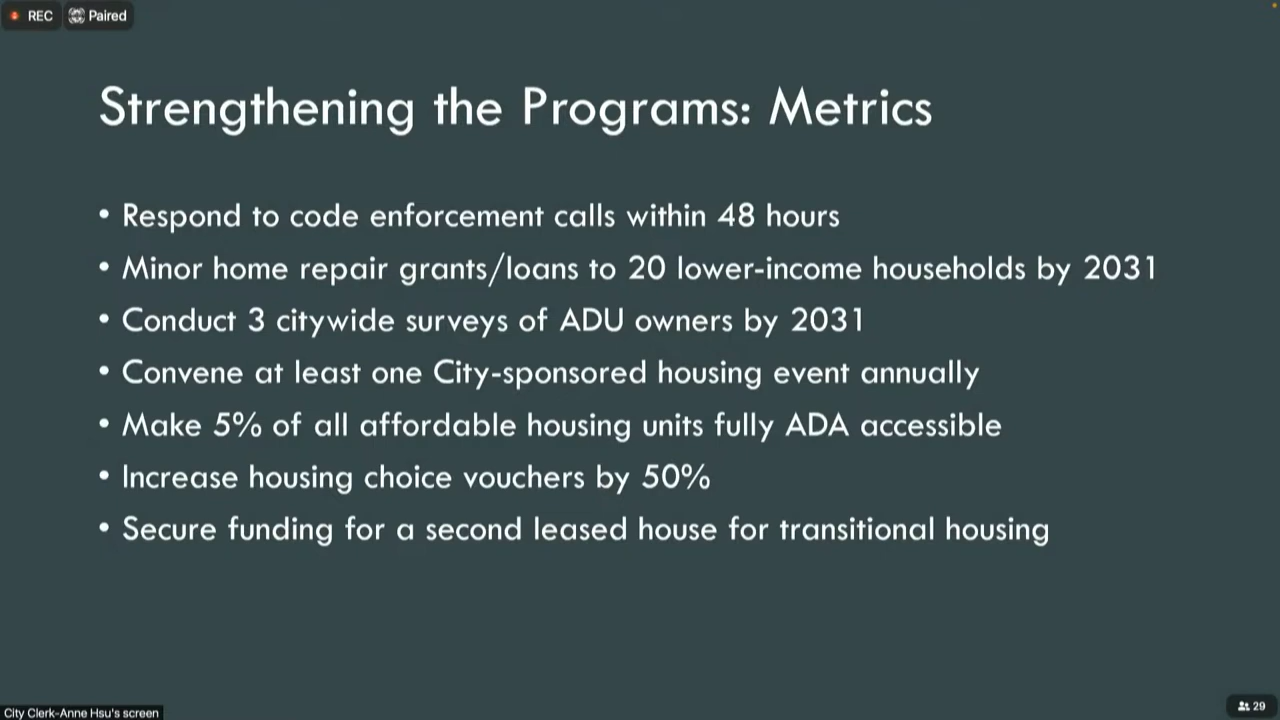 REC Paired
Strengthening the Programs: Metrics
• Respond to code enforcement calls within 48 hours
• Minor home repair grants/loans to 20 lower-income households by 2031
• Conduct 3 citywide surveys of ADU owners by 2031
• Convene at least one City-sponsored housing event annually
• Make 5% of all affordable housing units fully ADA accessible
• Increase housing choice vouchers by 50%
• Secure funding for a second leased house for transitional housing
City Clerk-Anne Hsu's screen
29